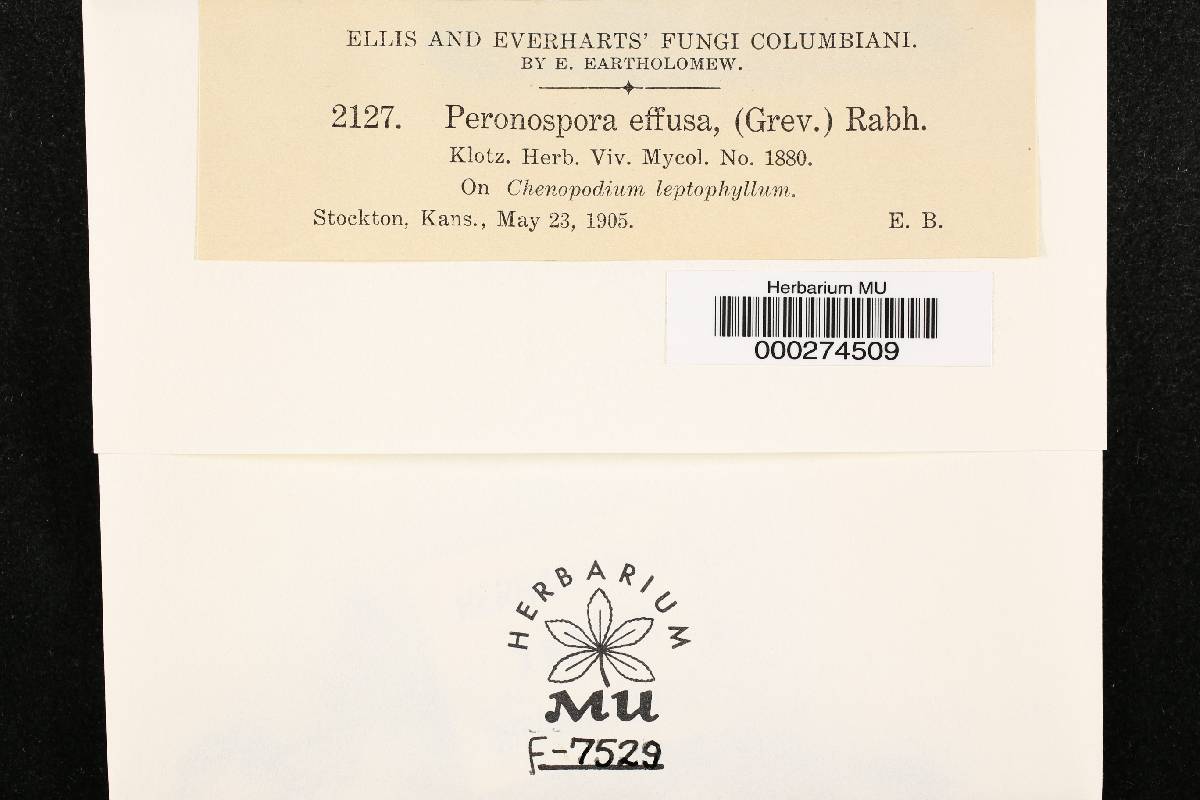 ELLIS AND EVERHARTS' FUNGI COLUMBIANI.
BY E. EARTHOLOMEW.
2127. Peronospora effusa, (Grev.) Rabh.
Klotz. Herb. Viv. Mycol. No. 1880.
On Chenopodium leptophyllum.
Stockton, Kans., May 23, 1905. E. B.
Herbarium MU
000274509
HERBARIUM
MU
F-7529